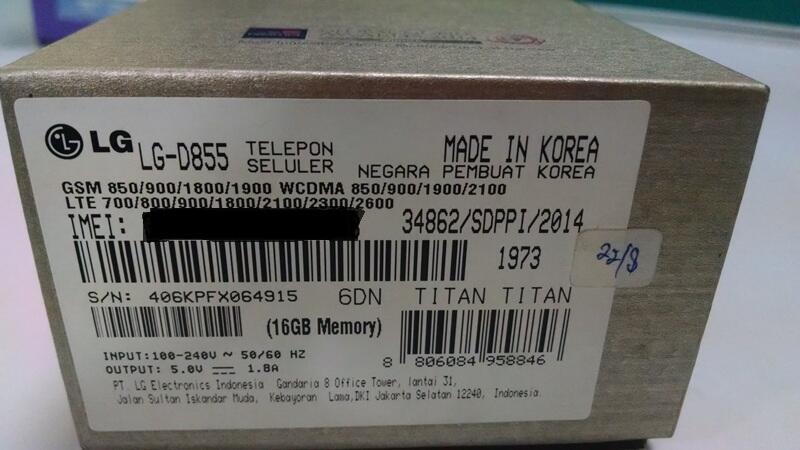 LG LG-D855 TELEPON SELULER MADE IN KOREA
NEGARA PEMBUAT KOREA
GSM 850/900/1800/1900 WCDMA 850/900/1900/2100
LTE 700/800/900/1800/2100/2300/2600
IMEI: 34862/SDPPI/2014
1973
22/8
S/N: 406KPFX064915 6DN TITAN TITAN
(16GB Memory)
8 806084 958846
INPUT:100-240V ~ 50/60 HZ
OUTPUT: 5.0V ⎓ 1.8A
PT. LG Electronics Indonesia Gandaria 8 Office Tower, lantai 31,
Jalan Sultan Iskandar Muda, Kebayoran Lama,DKI Jakarta Selatan 12240, Indonesia.